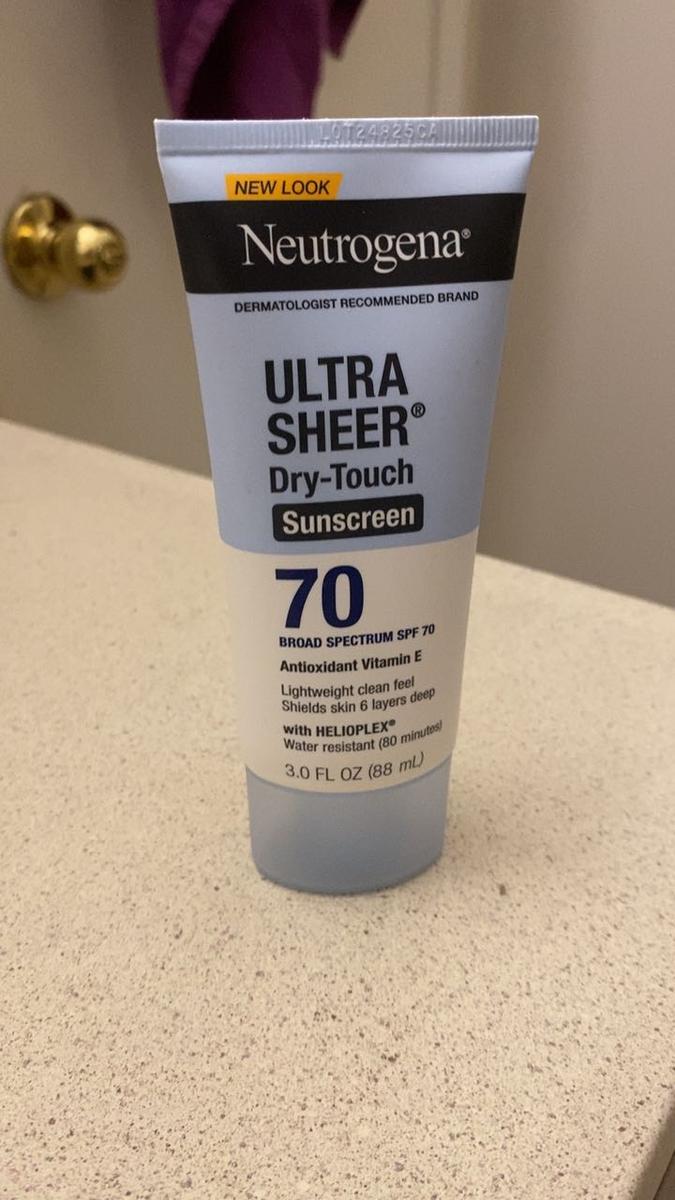 LOT24825CA
NEW LOOK
Neutrogena®
DERMATOLOGIST RECOMMENDED BRAND
ULTRA
SHEER®
Dry-Touch
Sunscreen
70
BROAD SPECTRUM SPF 70
Antioxidant Vitamin E
Lightweight clean feel
Shields skin 6 layers deep
with HELIOPLEX®
Water resistant (80 minutes)
3.0 FL OZ (88 mL)